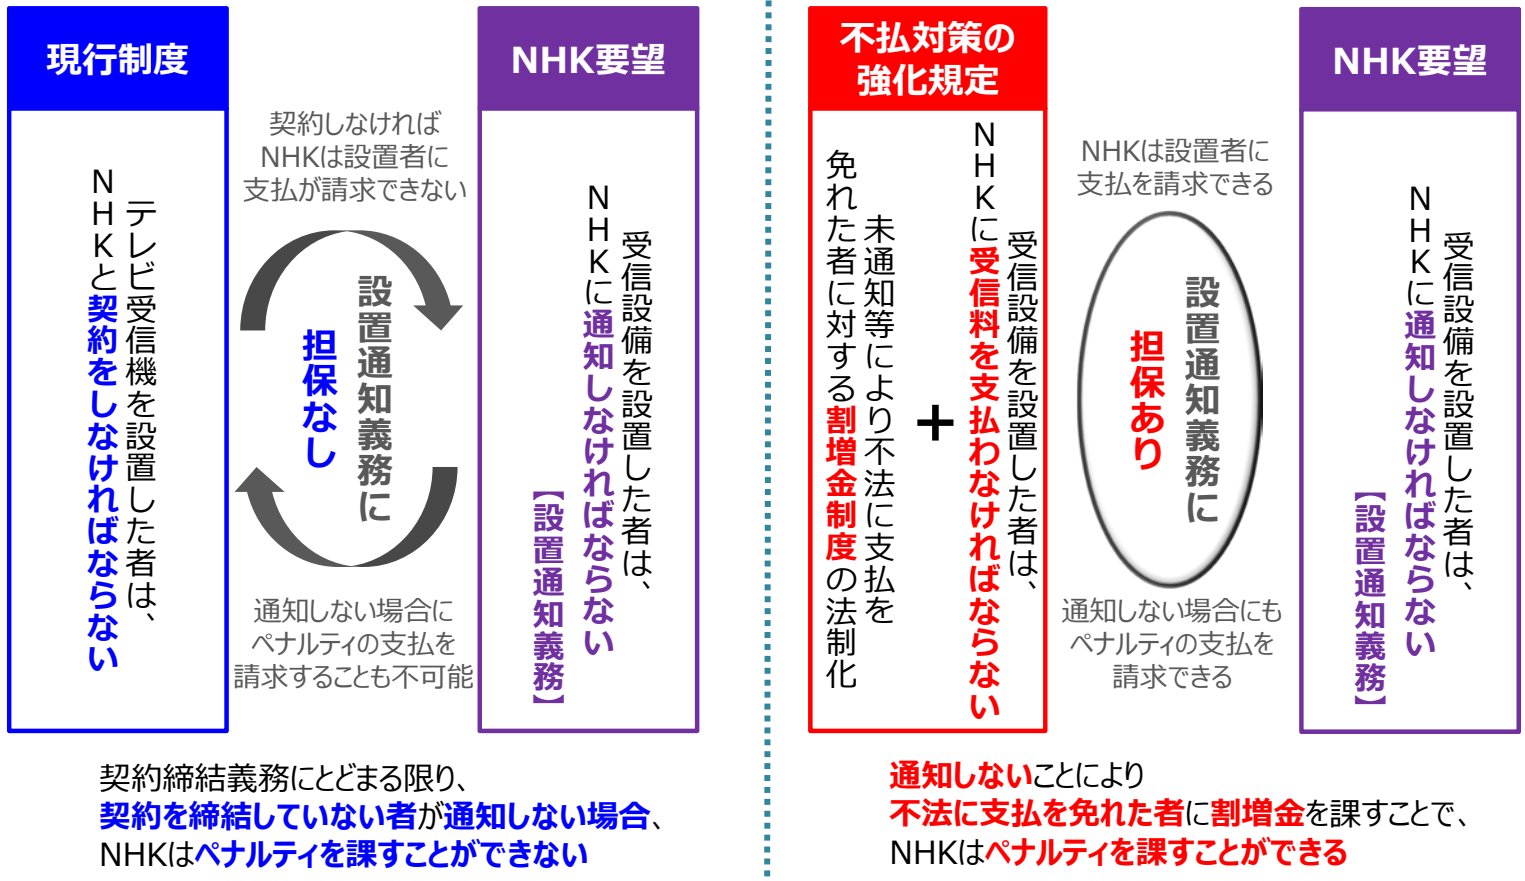 現行制度
テレビ受信機を設置した者は、
NHKと契約をしなければならない
契約しなければ
NHKは設置者に
支払が請求できない
設置通知義務に
担保なし
通知しない場合に
ペナルティの支払を
請求することも不可能
NHK要望
受信設備を設置した者は、
NHKに通知しなければならない
【設置通知義務】
契約締結義務にとどまる限り、
契約を締結していない者が通知しない場合、
NHKはペナルティを課すことができない
不払対策の
強化規定
受信設備を設置した者は、
NHKに受信料を支払わなければならない
+
未通知等により不法に支払を
免れた者に対する割増金制度の法制化
NHKは設置者に
支払を請求できる
設置通知義務に
担保あり
通知しない場合にも
ペナルティの支払を
請求できる
NHK要望
受信設備を設置した者は、
NHKに通知しなければならない
【設置通知義務】
通知しないことにより
不法に支払を免れた者に割増金を課すことで、
NHKはペナルティを課すことができる